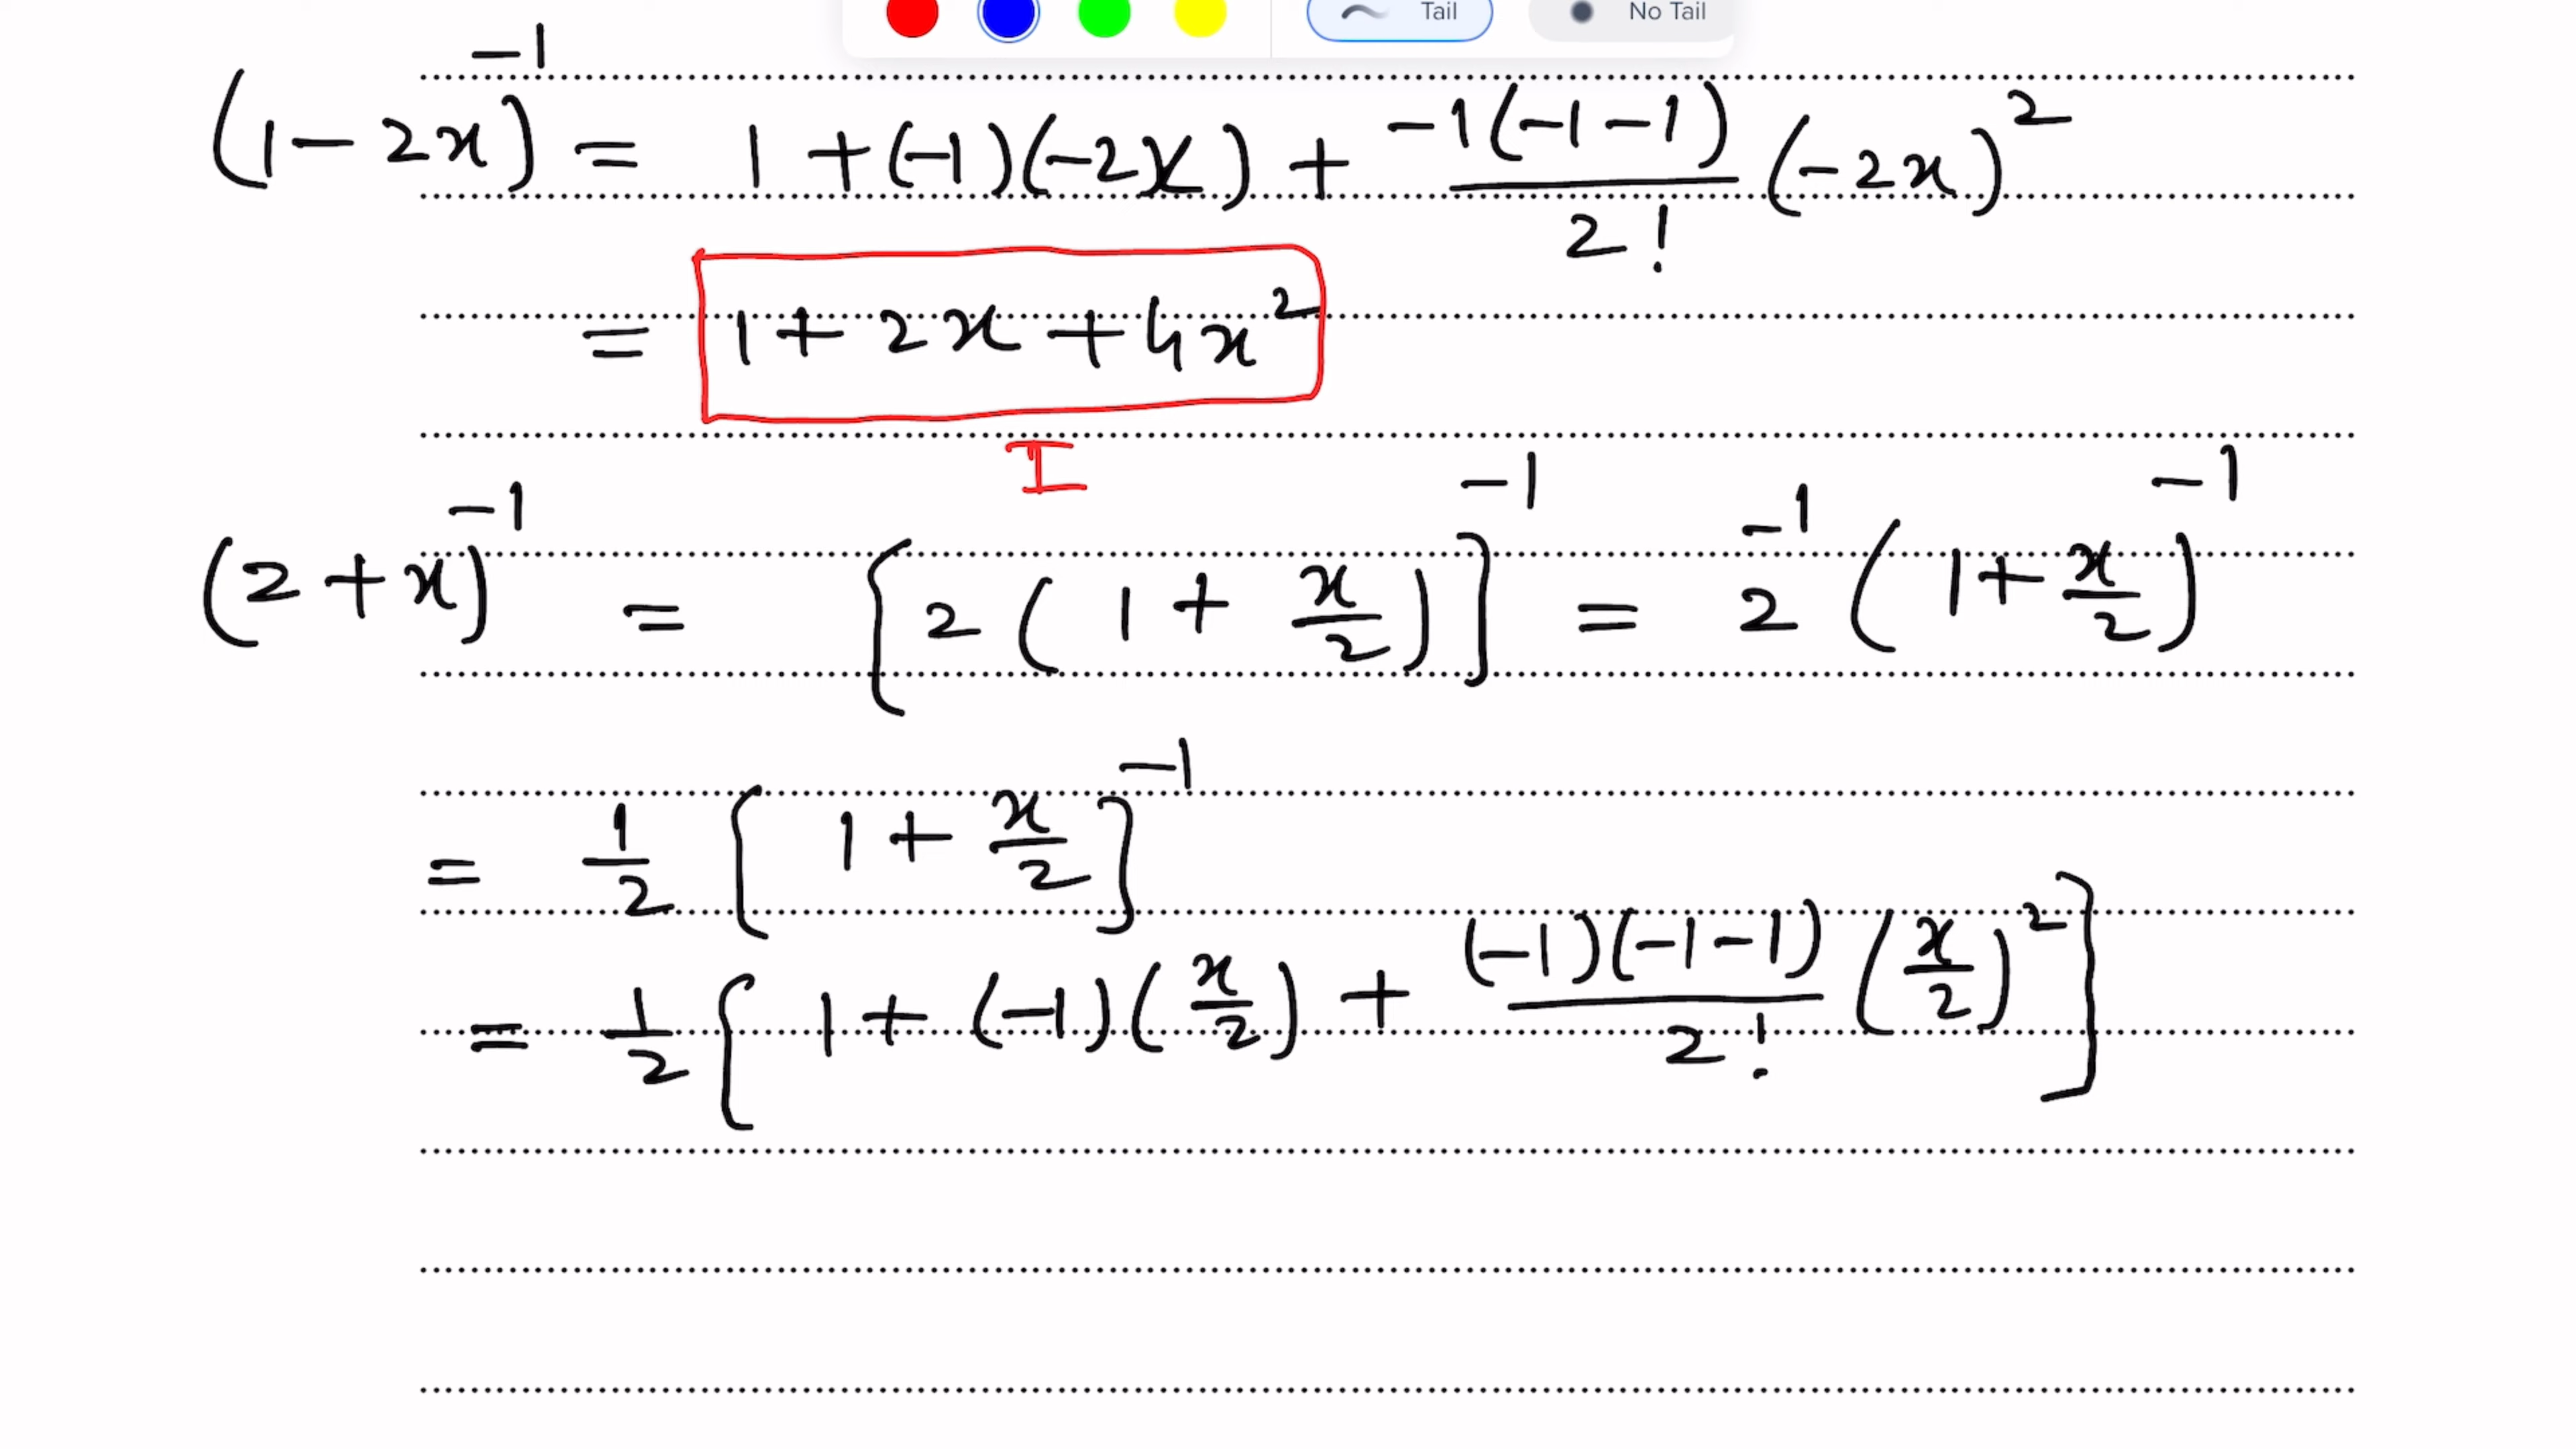 Tail No Tail
(1 - 2x)⁻¹ = 1 + (-1)(-2x) + -1(-1-1)/2! (-2x)²
= 1 + 2x + 4x²
I
(2 + x)⁻¹ = [2(1 + x/2)]⁻¹ = 2⁻¹ (1 + x/2)⁻¹
= 1/2 [1 + x/2]⁻¹
= 1/2 [1 + (-1)(x/2) + (-1)(-1-1)/2! (x/2)²]